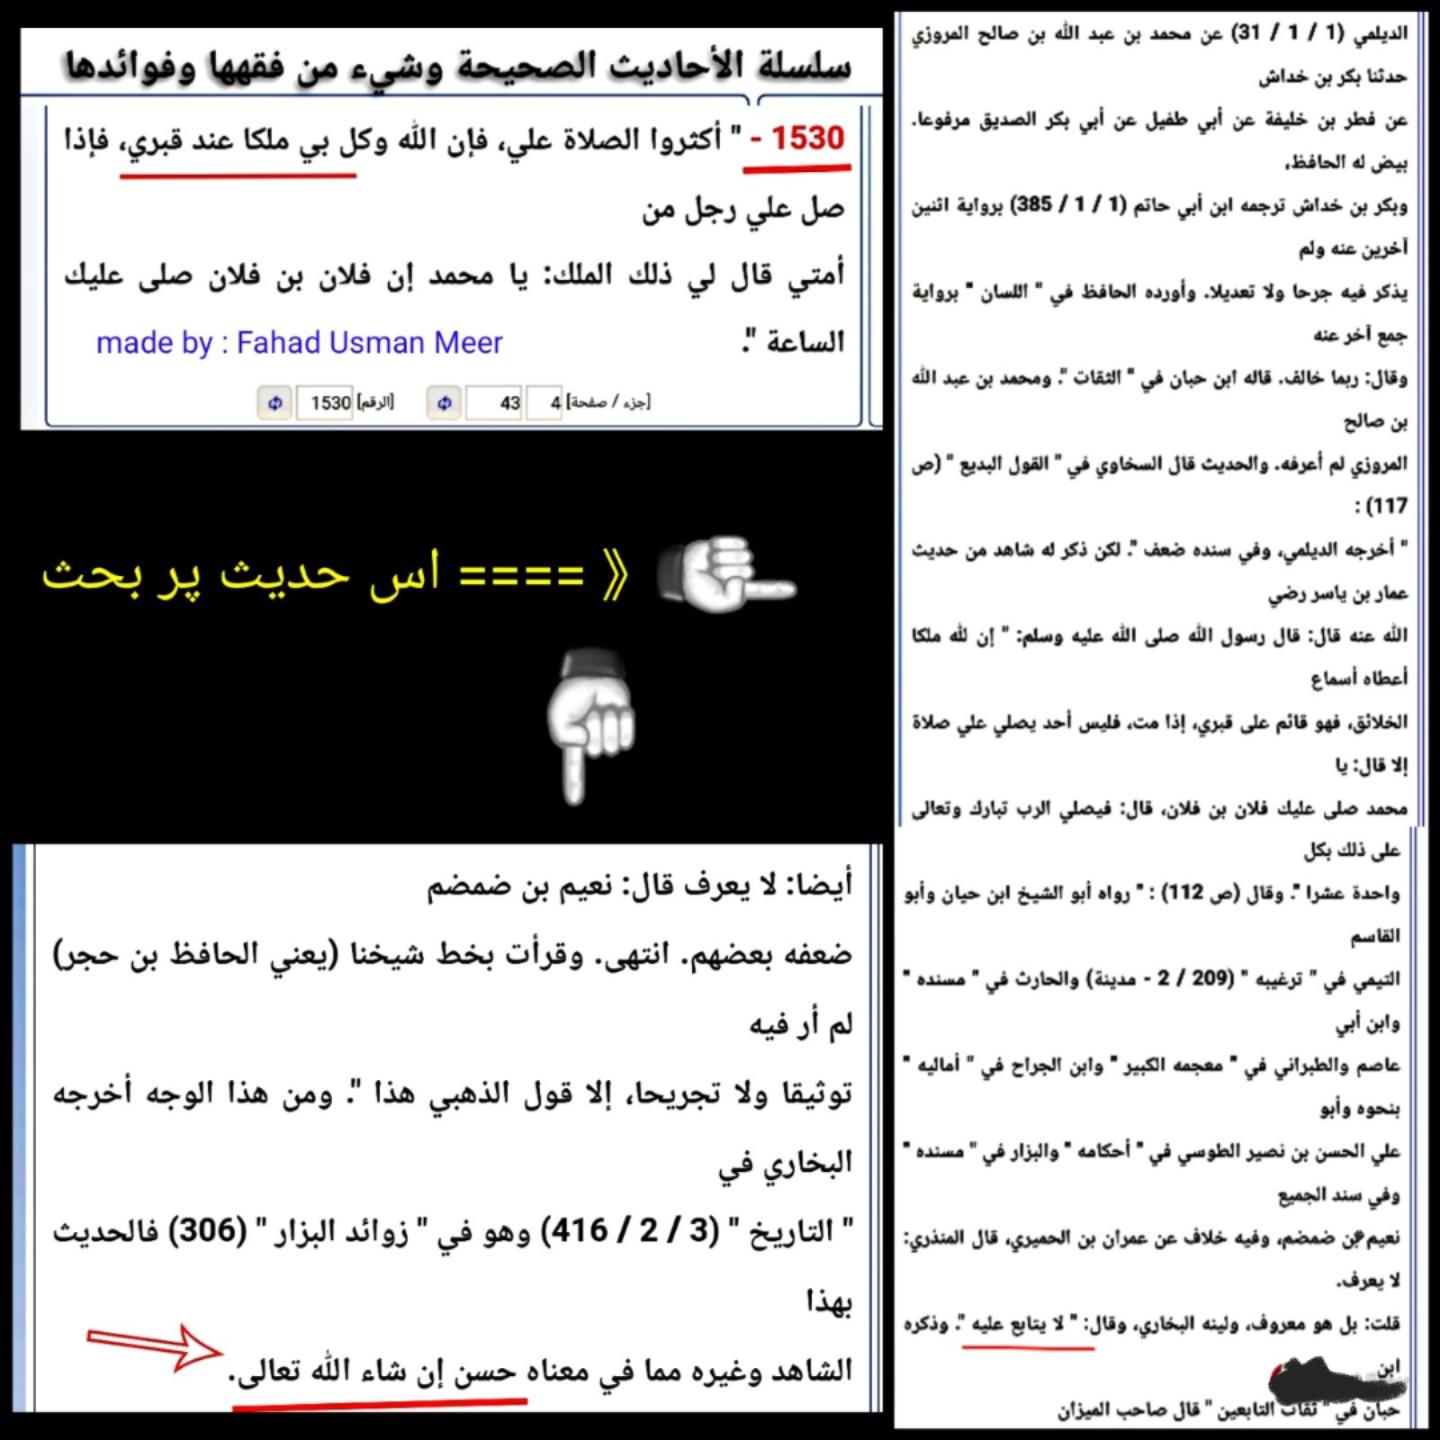 سلسلة الأحاديث الصحيحة وشيء من فقهها وفوائدها
1530 - " أكثروا الصلاة علي، فإن الله وكل بي ملكا عند قبري، فإذا
صل علي رجل من
أمتي قال لي ذلك الملك: يا محمد إن فلان بن فلان صلى عليك
الساعة ".
made by : Fahad Usman Meer
[جزء / صفحة] 4 43 [الرقم] 1530
اس حدیث پر بحث ==== 》
الديلمي (1 / 1 / 31) عن محمد بن عبد الله بن صالح المروزي
حدثنا بكر بن خداش
عن فطر بن خليفة عن أبي طفيل عن أبي بكر الصديق مرفوعا.
بيض له الحافظ،
وبكر بن خداش ترجمه ابن أبي حاتم (1 / 1 / 385) برواية اثنين
آخرين عنه ولم
يذكر فيه جرحا ولا تعديلا. وأورده الحافظ في " اللسان " برواية
جمع آخر عنه
وقال: ربما خالف. قاله ابن حبان في " الثقات ". ومحمد بن عبد الله
بن صالح
المروزي لم أعرفه. والحديث قال السخاوي في " القول البديع " (ص
117) :
" أخرجه الديلمي، وفي سنده ضعف ". لكن ذكر له شاهد من حديث
عمار بن ياسر رضي
الله عنه قال: قال رسول الله صلى الله عليه وسلم: " إن لله ملكا
أعطاه أسماع
الخلائق، فهو قائم على قبري، إذا مت، فليس أحد يصلي علي صلاة
إلا قال: يا
محمد صلى عليك فلان بن فلان، قال: فيصلي الرب تبارك وتعالى
على ذلك بكل
واحدة عشرا ". وقال (ص 112) : " رواه أبو الشيخ ابن حيان وأبو
القاسم
التيمي في " ترغيبه " (209 / 2 - مدينة) والحارث في " مسنده "
وابن أبي
عاصم والطبراني في " معجمه الكبير " وابن الجراح في " أماليه "
بنحوه وأبو
علي الحسن بن نصير الطوسي في " أحكامه " والبزار في " مسنده "
وفي سند الجميع
نعيم بن ضمضم، وفيه خلاف عن عمران بن الحميري، قال المنذري:
لا يعرف.
قلت: بل هو معروف، ولينه البخاري، وقال: " لا يتابع عليه ". وذكره
ابن
حبان في " ثقات التابعين " قال صاحب الميزان
أيضا: لا يعرف قال: نعيم بن ضمضم
ضعفه بعضهم. انتهى. وقرأت بخط شيخنا (يعني الحافظ بن حجر)
لم أر فيه
توثيقا ولا تجريحا، إلا قول الذهبي هذا ". ومن هذا الوجه أخرجه
البخاري في
" التاريخ " (3 / 2 / 416) وهو في " زوائد البزار " (306) فالحديث
بهذا
الشاهد وغيره مما في معناه حسن إن شاء الله تعالى.